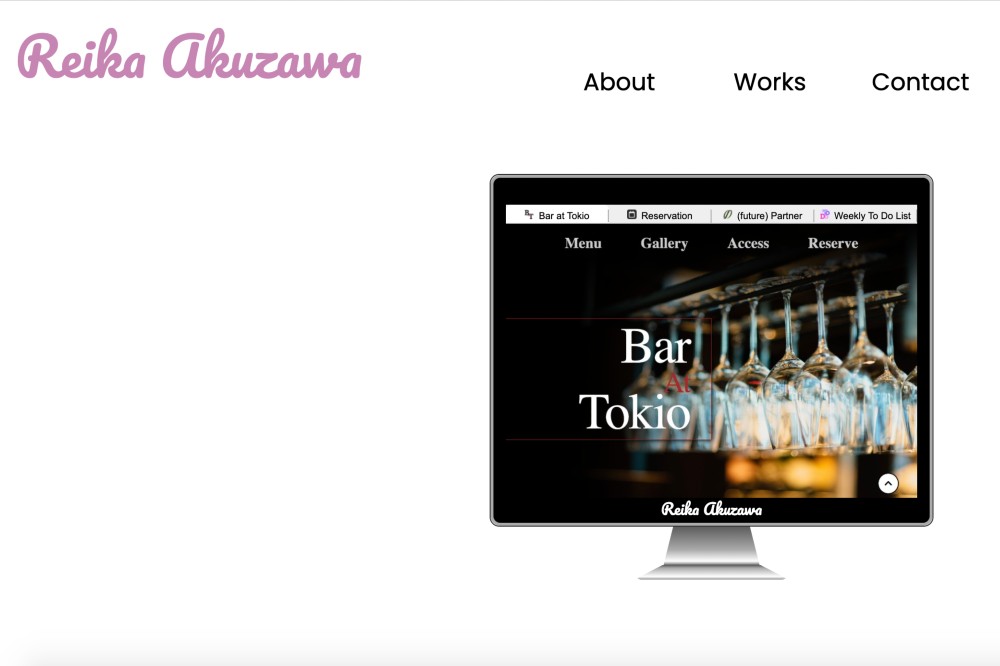 Reika Akuzawa
About Works Contact
Bar at Tokio Reservation (future) Partner Weekly To Do List
Menu Gallery Access Reserve
Bar
At
Tokio
Reika Akuzawa